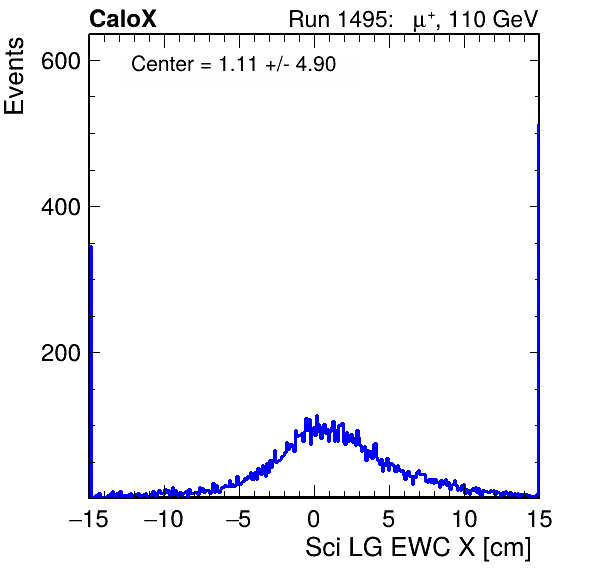 CaloX Run 1495: μ⁺, 110 GeV
Center = 1.11 +/- 4.90
Events
600
400
200
−15 −10 −5 0 5 10 15
Sci LG EWC X [cm]